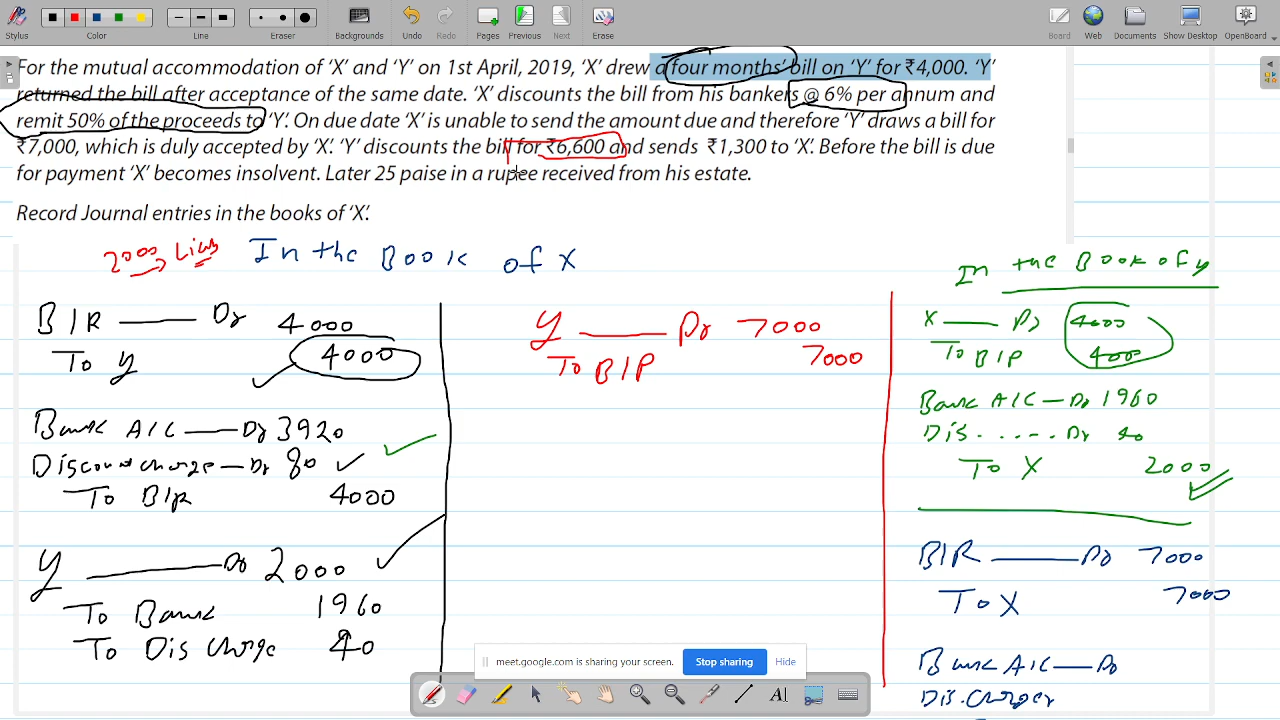 Stylus
Color
Line
Eraser
Backgrounds
Undo
Redo
Pages
Previous
Next
Erase
Board
Web
Documents
Show Desktop
OpenBoard
For the mutual accommodation of ‘X’ and ‘Y’ on 1st April, 2019, ‘X’ drew a four months’ bill on ‘Y’ for ₹4,000. ‘Y’
returned the bill after acceptance of the same date. ‘X’ discounts the bill from his bankers @ 6% per annum and
remit 50% of the proceeds to ‘Y’. On due date ‘X’ is unable to send the amount due and therefore ‘Y’ draws a bill for
₹7,000, which is duly accepted by ‘X’. ‘Y’ discounts the bill for ₹6,600 and sends ₹1,300 to ‘X’. Before the bill is due
for payment ‘X’ becomes insolvent. Later 25 paise in a rupee received from his estate.
Record Journal entries in the books of ‘X’.
2000 Liab
In the Book of X
B/R Dr 4000
To Y 4000
Bank A/C — Dr 3920
Discount charge — Dr 80
To B/R 4000
Y Dr 2000
To Bank 1960
To Dis Charge 40
Y Dr 7000
To B/P 7000
In the Book of y
X Dr 4000
To B/P 4000
Bank A/C — Dr 1960
Dis..... Dr 40
To X 2000
B/R Dr 7000
To X 7000
Bank A/C — Dr
Dis. Charger
meet.google.com is sharing your screen.
Stop sharing
Hide